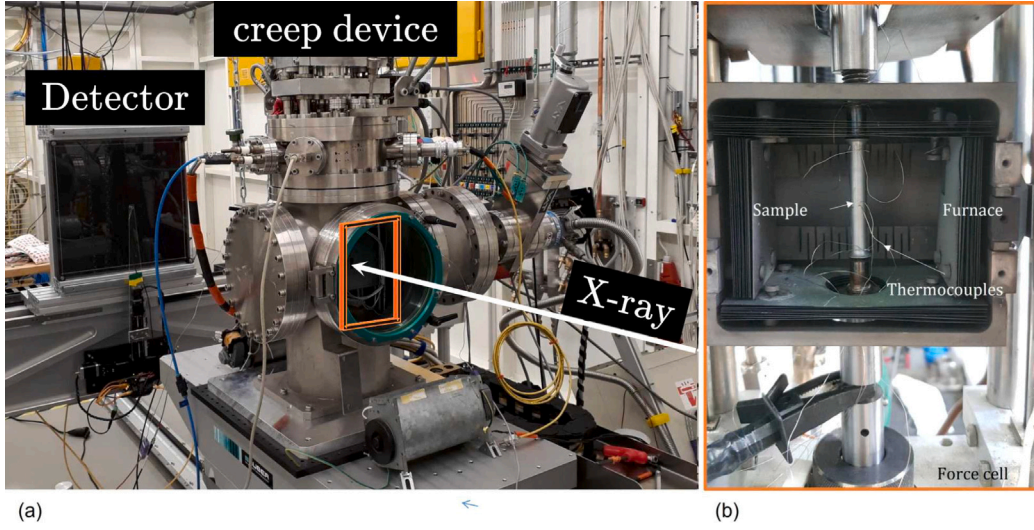 creep device
Detector
X-ray
Sample
Furnace
Thermocouples
Force cell
(a)
(b)